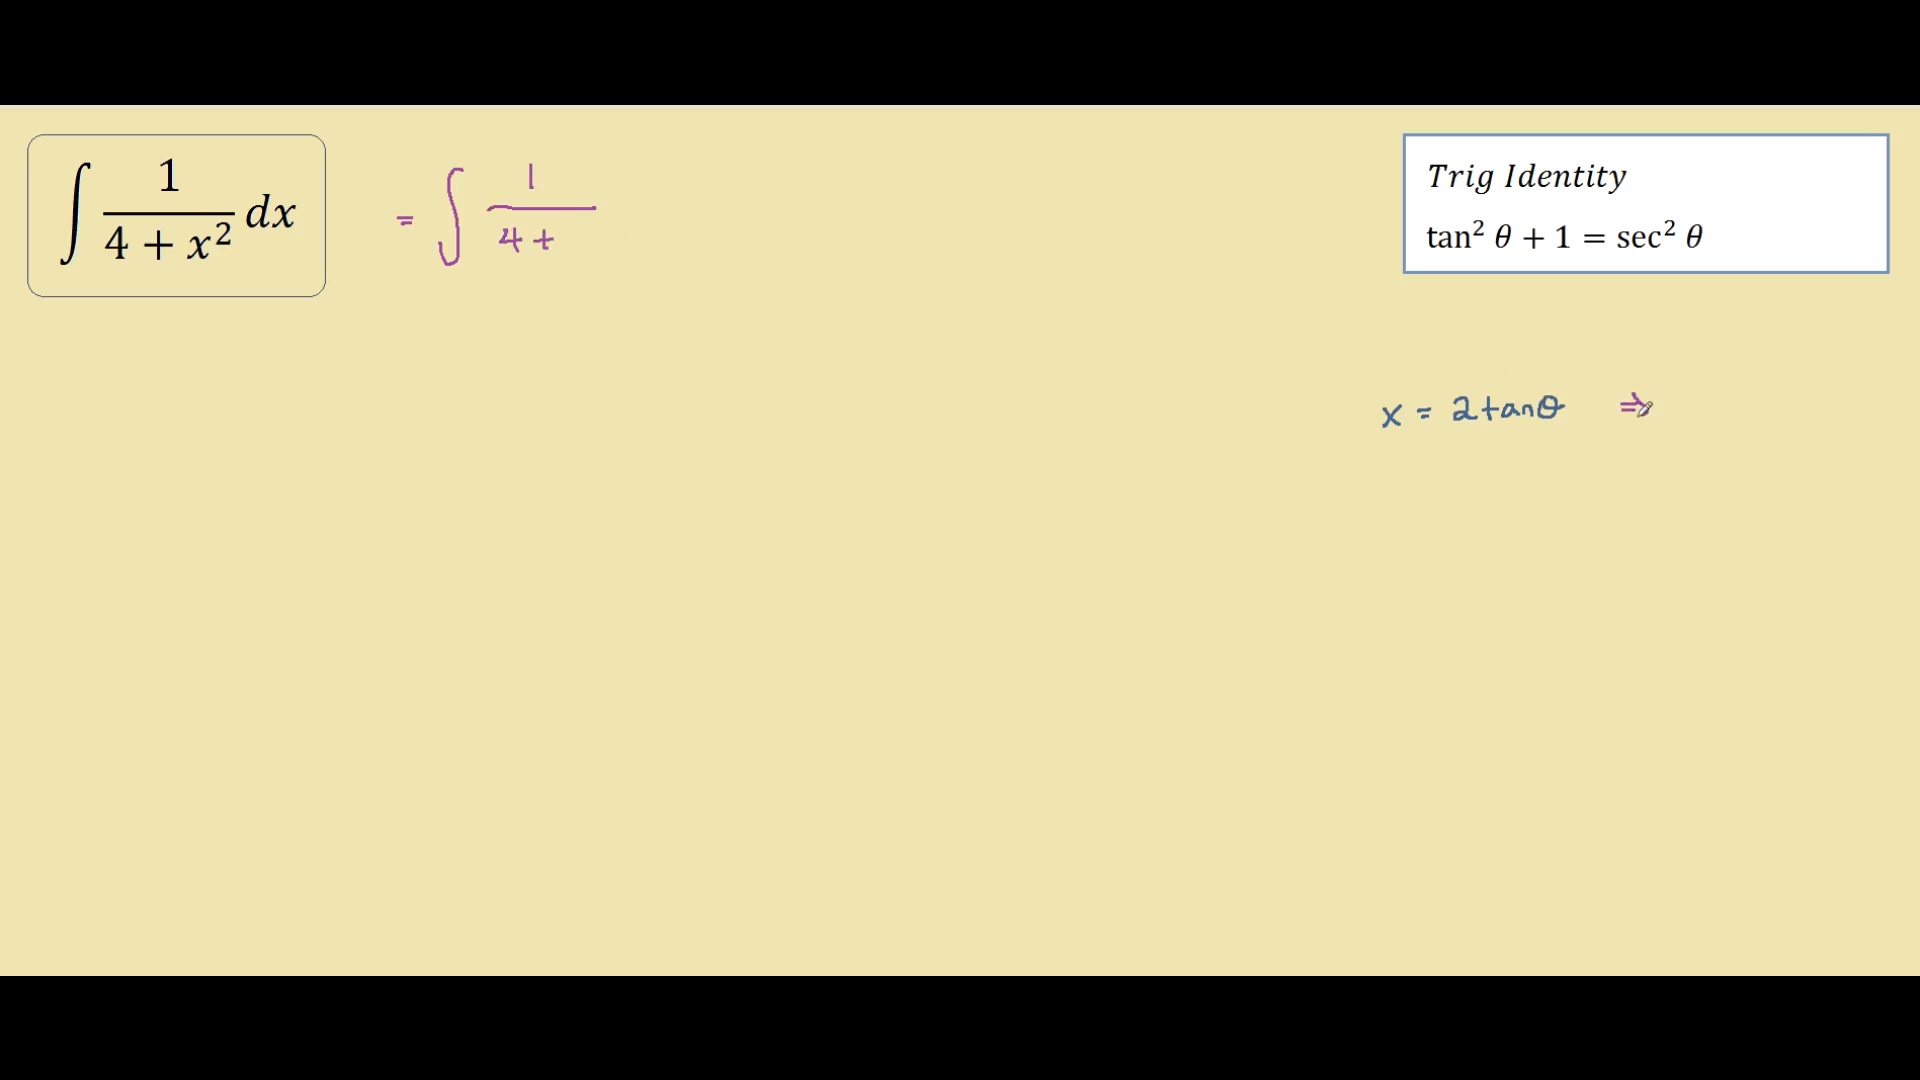 ∫ 1/(4 + x²) dx = ∫ 1/(4 +
Trig Identity
tan² θ + 1 = sec² θ
x = 2tanθ ⇒